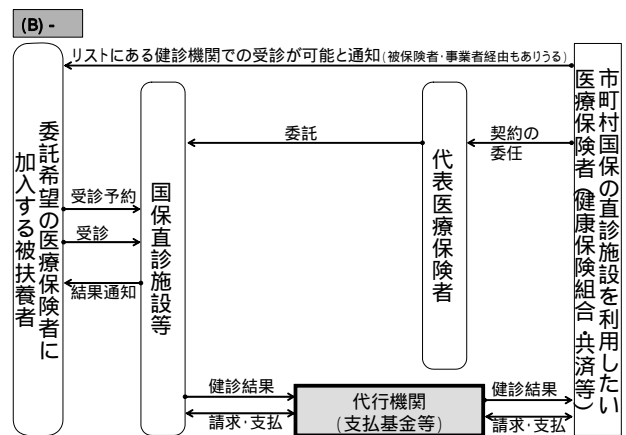 (B) -
リストにある健診機関での受診が可能と通知(被保険者・事業者経由もありうる)
委託希望の医療保険者に
加入する被扶養者
受診予約
受診
結果通知
国保直診施設等
委託
代表医療保険者
契約の
委任
市町村国保の直診施設を利用したい
医療保険者(健康保険組合・共済等)
健診結果
請求・支払
代行機関
(支払基金等)
健診結果
請求・支払